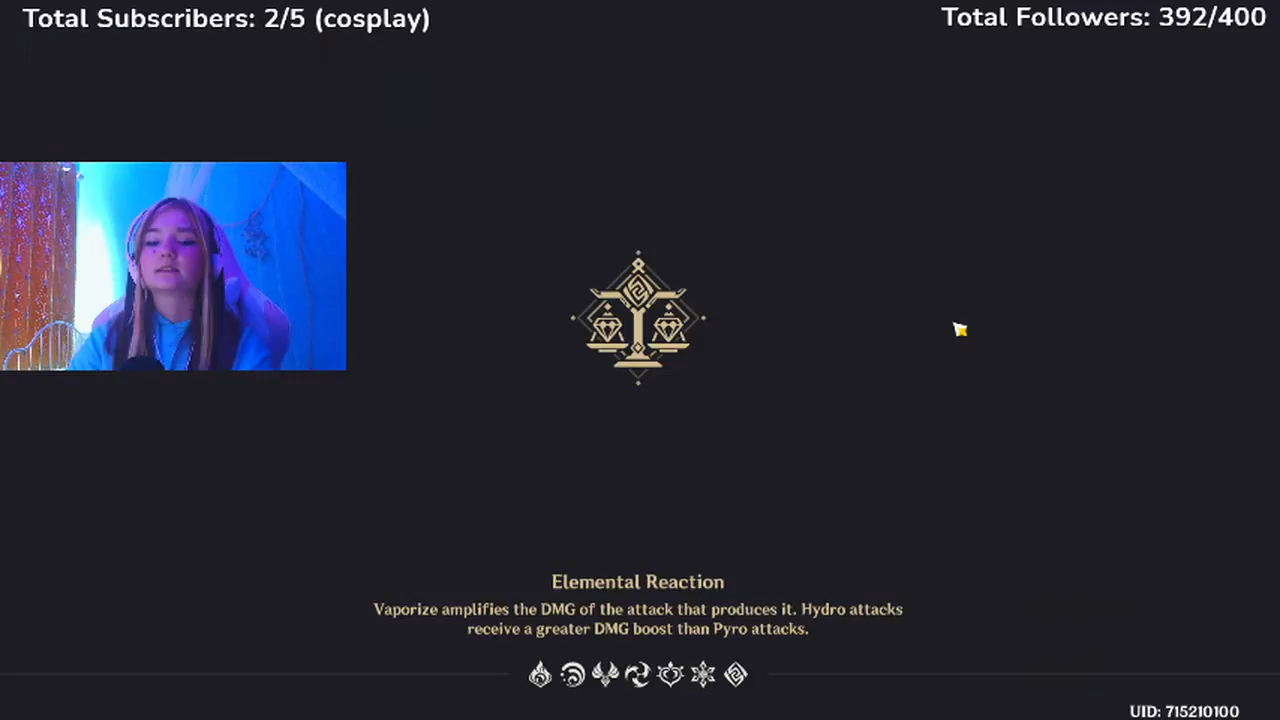 Total Subscribers: 2/5 (cosplay)
Total Followers: 392/400
Elemental Reaction
Vaporize amplifies the DMG of the attack that produces it. Hydro attacks
receive a greater DMG boost than Pyro attacks.
UID: 715210100